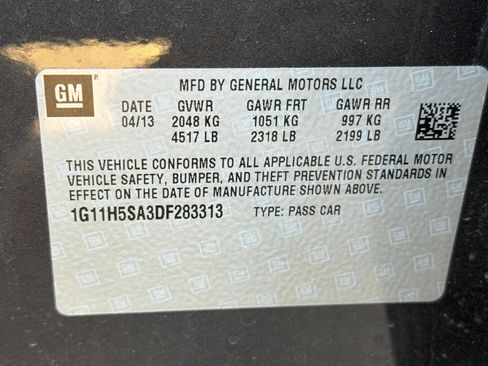 GM
MFD BY GENERAL MOTORS LLC
DATE GVWR GAWR FRT GAWR RR
04/13 2048 KG 1051 KG 997 KG
4517 LB 2318 LB 2199 LB
THIS VEHICLE CONFORMS TO ALL APPLICABLE U.S. FEDERAL MOTOR
VEHICLE SAFETY, BUMPER, AND THEFT PREVENTION STANDARDS IN
EFFECT ON THE DATE OF MANUFACTURE SHOWN ABOVE.
1G11H5SA3DF283313 TYPE: PASS CAR